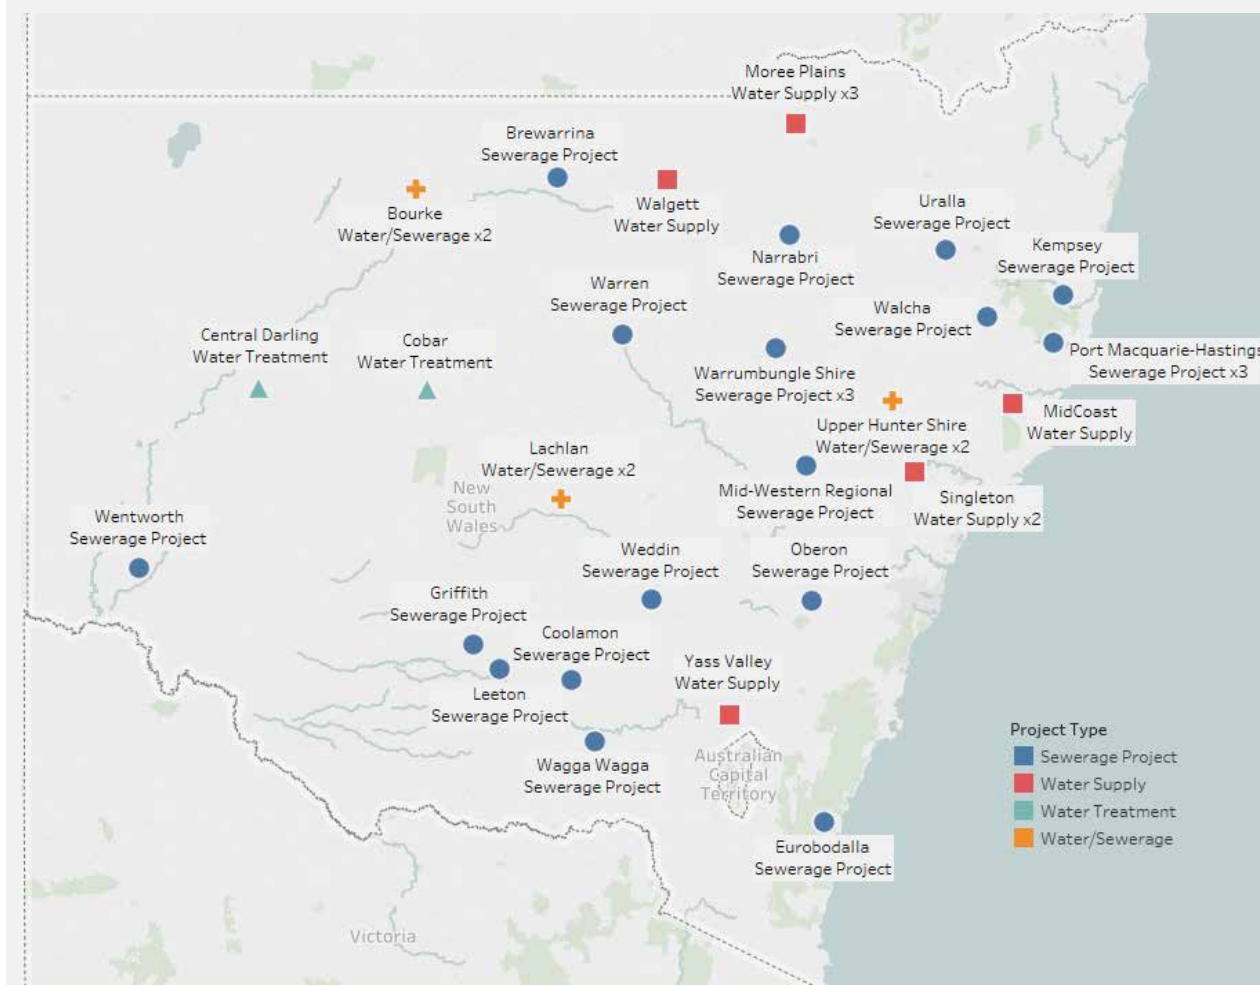 Moree Plains
Water Supply x3
Brewarrina
Sewerage Project
Bourke
Water/Sewerage x2
Walgett
Water Supply
Uralla
Sewerage Project
Narrabri
Sewerage Project
Kempsey
Sewerage Project
Warren
Sewerage Project
Walcha
Sewerage Project
Central Darling
Water Treatment
Cobar
Water Treatment
Warrumbungle Shire
Sewerage Project x3
Port Macquarie-Hastings
Sewerage Project x3
MidCoast
Water Supply
Upper Hunter Shire
Water/Sewerage x2
Lachlan
Water/Sewerage x2
New
South
Wales
Mid-Western Regional
Sewerage Project
Singleton
Water Supply x2
Wentworth
Sewerage Project
Weddin
Sewerage Project
Oberon
Sewerage Project
Griffith
Sewerage Project
Coolamon
Sewerage Project
Leeton
Sewerage Project
Yass Valley
Water Supply
Wagga Wagga
Sewerage Project
Australian
Capital
Territory
Eurobodalla
Sewerage Project
Victoria
Project Type
Sewerage Project
Water Supply
Water Treatment
Water/Sewerage